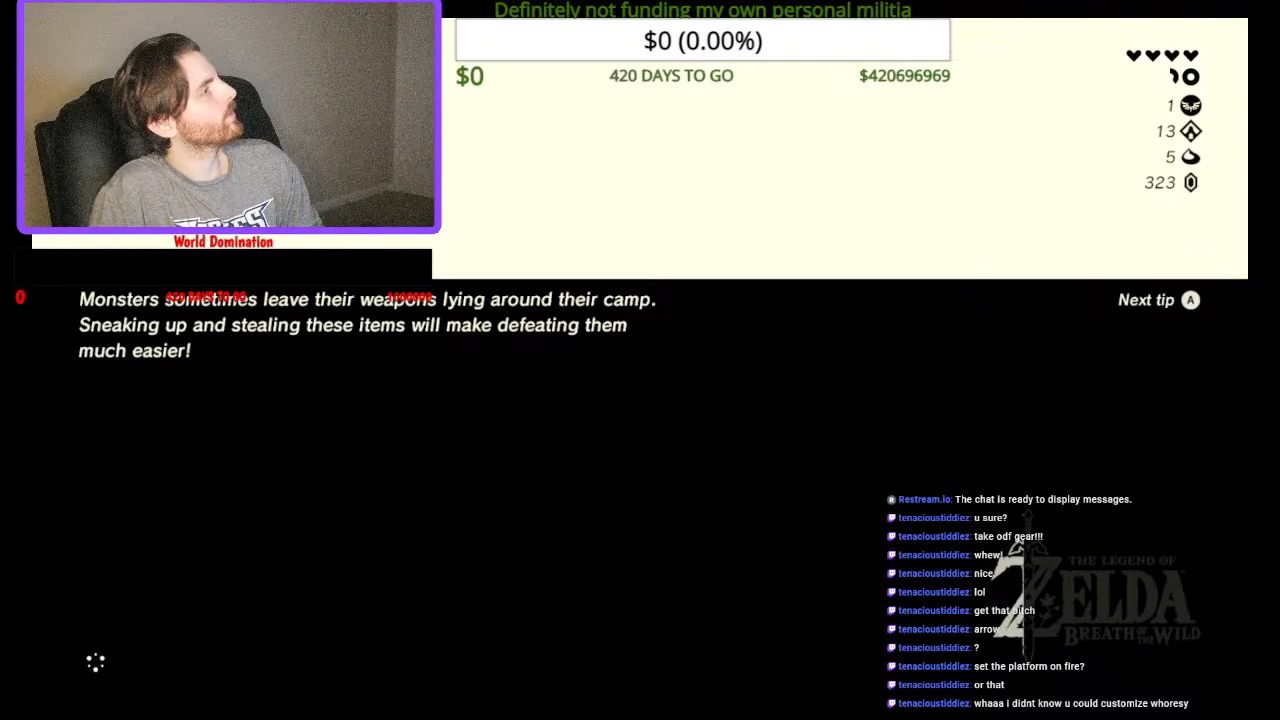 Definitely not funding my own personal militia
$0 (0.00%)
$0 420 DAYS TO GO $420696969
1
13
5
323
World Domination
0 420 DAYS TO GO 1000000
Monsters sometimes leave their weapons lying around their camp.
Sneaking up and stealing these items will make defeating them
much easier!
Next tip A
Restream.io: The chat is ready to display messages.
tenacioustiddiez: u sure?
tenacioustiddiez: take odf gear!!!
tenacioustiddiez: whew!
tenacioustiddiez: nice
tenacioustiddiez: lol
tenacioustiddiez: get that bitch
tenacioustiddiez: arrow
tenacioustiddiez: ?
tenacioustiddiez: set the platform on fire?
tenacioustiddiez: or that
tenacioustiddiez: whaaa i didnt know u could customize whoresy
THE LEGEND OF
ZELDA
BREATH OF THE WILD